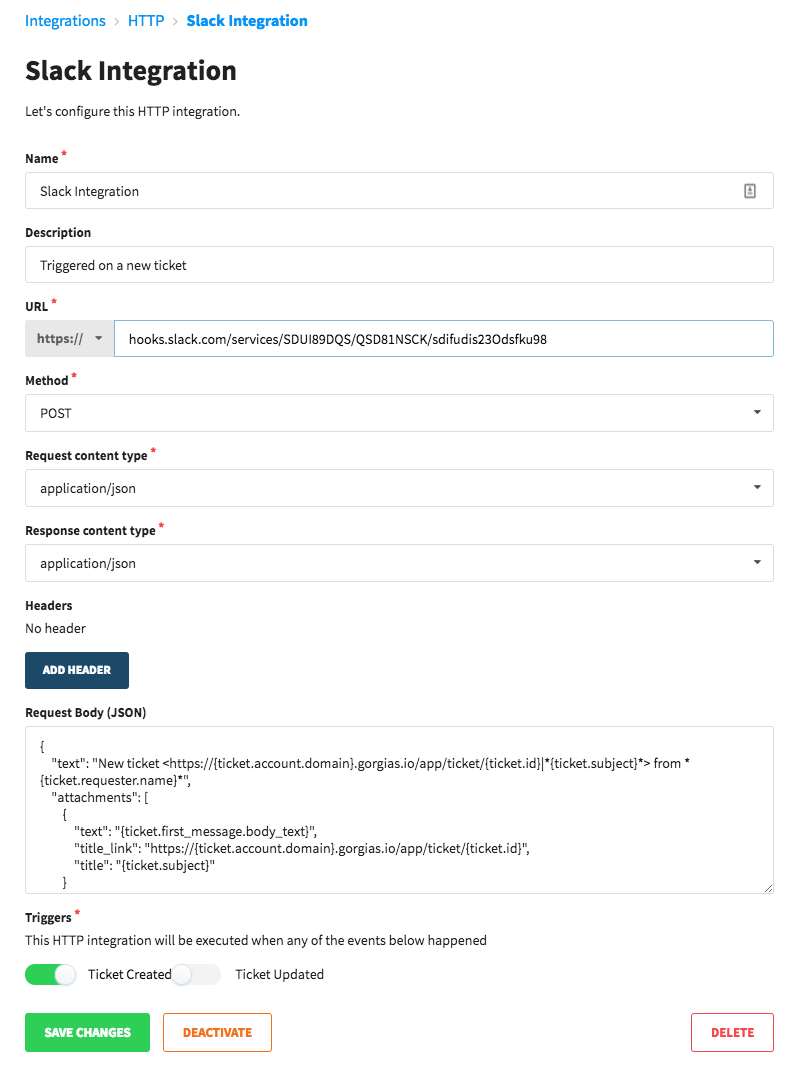 Integrations > HTTP > Slack Integration
Slack Integration
Let's configure this HTTP integration.
Name *
Slack Integration
Description
Triggered on a new ticket
URL *
https:// hooks.slack.com/services/SDUI89DQS/QSD81NSCK/sdifudis23Odsfku98
Method *
POST
Request content type *
application/json
Response content type *
application/json
Headers
No header
ADD HEADER
Request Body (JSON)
{
"text": "New ticket <https://{ticket.account.domain}.gorgias.io/app/ticket/{ticket.id}|*{ticket.subject}*> from *
{ticket.requester.name}*",
"attachments": [
{
"text": "{ticket.first_message.body_text}",
"title_link": "https://{ticket.account.domain}.gorgias.io/app/ticket/{ticket.id}",
"title": "{ticket.subject}"
}
Triggers *
This HTTP integration will be executed when any of the events below happened
Ticket Created Ticket Updated
SAVE CHANGES DEACTIVATE DELETE